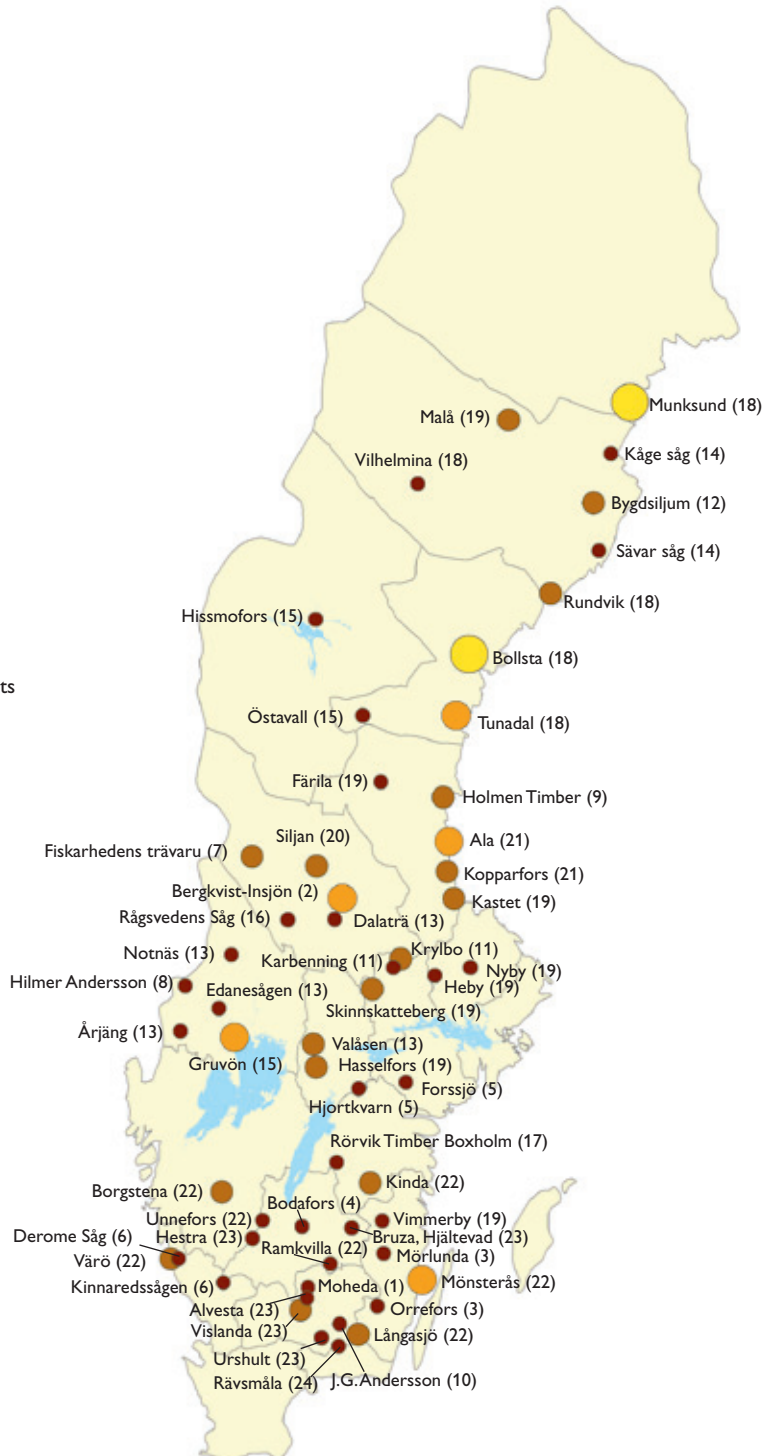 Munksund (18)
Malå (19)
Kåge såg (14)
Vilhelmina (18)
Bygdsiljum (12)
Sävar såg (14)
Rundvik (18)
Hissmofors (15)
Bollsta (18)
ts
Östavall (15)
Tunadal (18)
Färila (19)
Holmen Timber (9)
Siljan (20)
Ala (21)
Fiskarhedens trävaru (7)
Kopparfors (21)
Bergkvist-Insjön (2)
Kastet (19)
Rågsvedens Såg (16)
Dalaträ (13)
Notnäs (13)
Krylbo (11)
Karbenning (11)
Nyby (19)
Hilmer Andersson (8)
Heby (19)
Edanesågen (13)
Skinnskatteberg (19)
Årjäng (13)
Valåsen (13)
Gruvön (15)
Hasselfors (19)
Forssjö (5)
Hjortkvarn (5)
Rörvik Timber Boxholm (17)
Borgstena (22)
Kinda (22)
Bodafors (4)
Unnefors (22)
Vimmerby (19)
Derome Såg (6)
Hestra (23)
Bruza, Hjältevad (23)
Ramkvilla (22)
Mörlunda (3)
Värö (22)
Kinnaredssågen (6)
Moheda (1)
Mönsterås (22)
Alvesta (23)
Orrefors (3)
Vislanda (23)
Långasjö (22)
Urshult (23)
Rävsmåla (24)
J.G.Andersson (10)